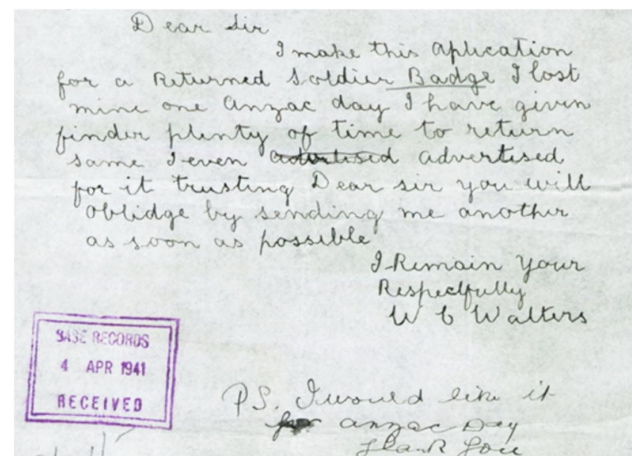 Dear Sir
I make this Aplication
for a Returned Soldier Badge I lost
mine one Anzac day I have given
finder plenty of time to return
same I even advertised advertised
for it trusting Dear sir you will
oblidge by sending me another
as soon as possible
I Remain Your
Respectfully
W C Walters
BASE RECORDS
4 APR 1941
RECEIVED
P.S. I would like it
for anzac Day
Thank You